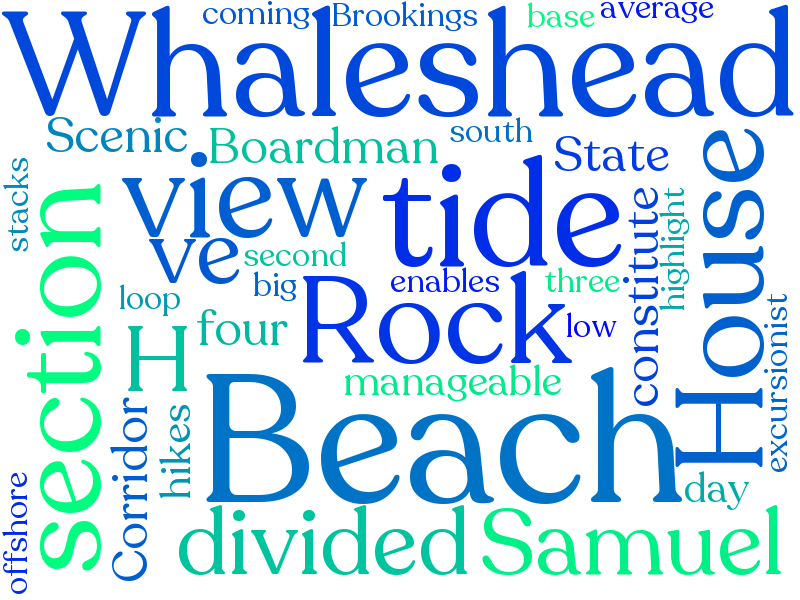 coming Brookings base average
Whaleshead
Scenic Boardman south State
stacks
view
tide
House
section
ve
second
constitute
highlight
big
enables
three
loop
Rock
excursionist
four
low
H
manageable
Beach
Corridor
hikes
offshore
day
divided Samuel